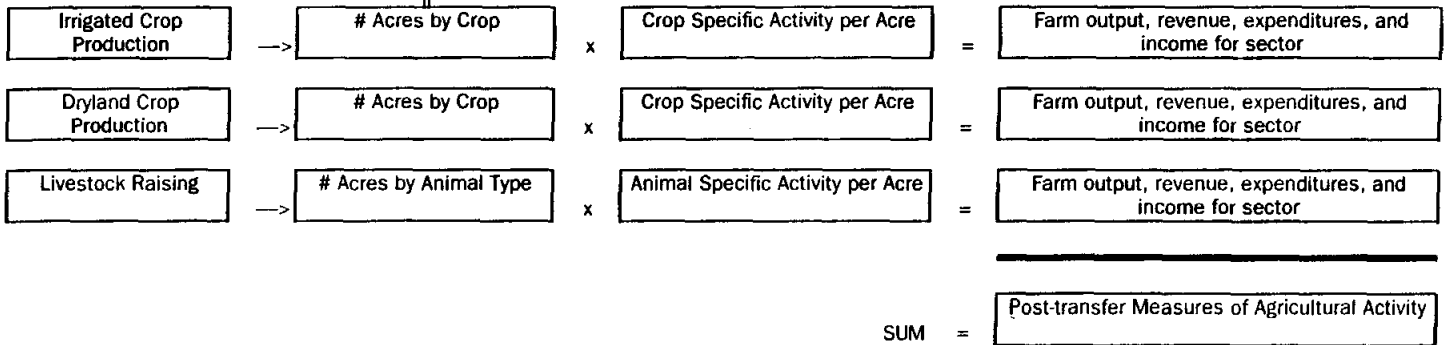 Irrigated Crop
Production
—>
# Acres by Crop
x
Crop Specific Activity per Acre
=
Farm output, revenue, expenditures, and
income for sector
Dryland Crop
Production
—>
# Acres by Crop
x
Crop Specific Activity per Acre
=
Farm output, revenue, expenditures, and
income for sector
Livestock Raising
—>
# Acres by Animal Type
x
Animal Specific Activity per Acre
=
Farm output, revenue, expenditures, and
income for sector
SUM =
Post-transfer Measures of Agricultural Activity